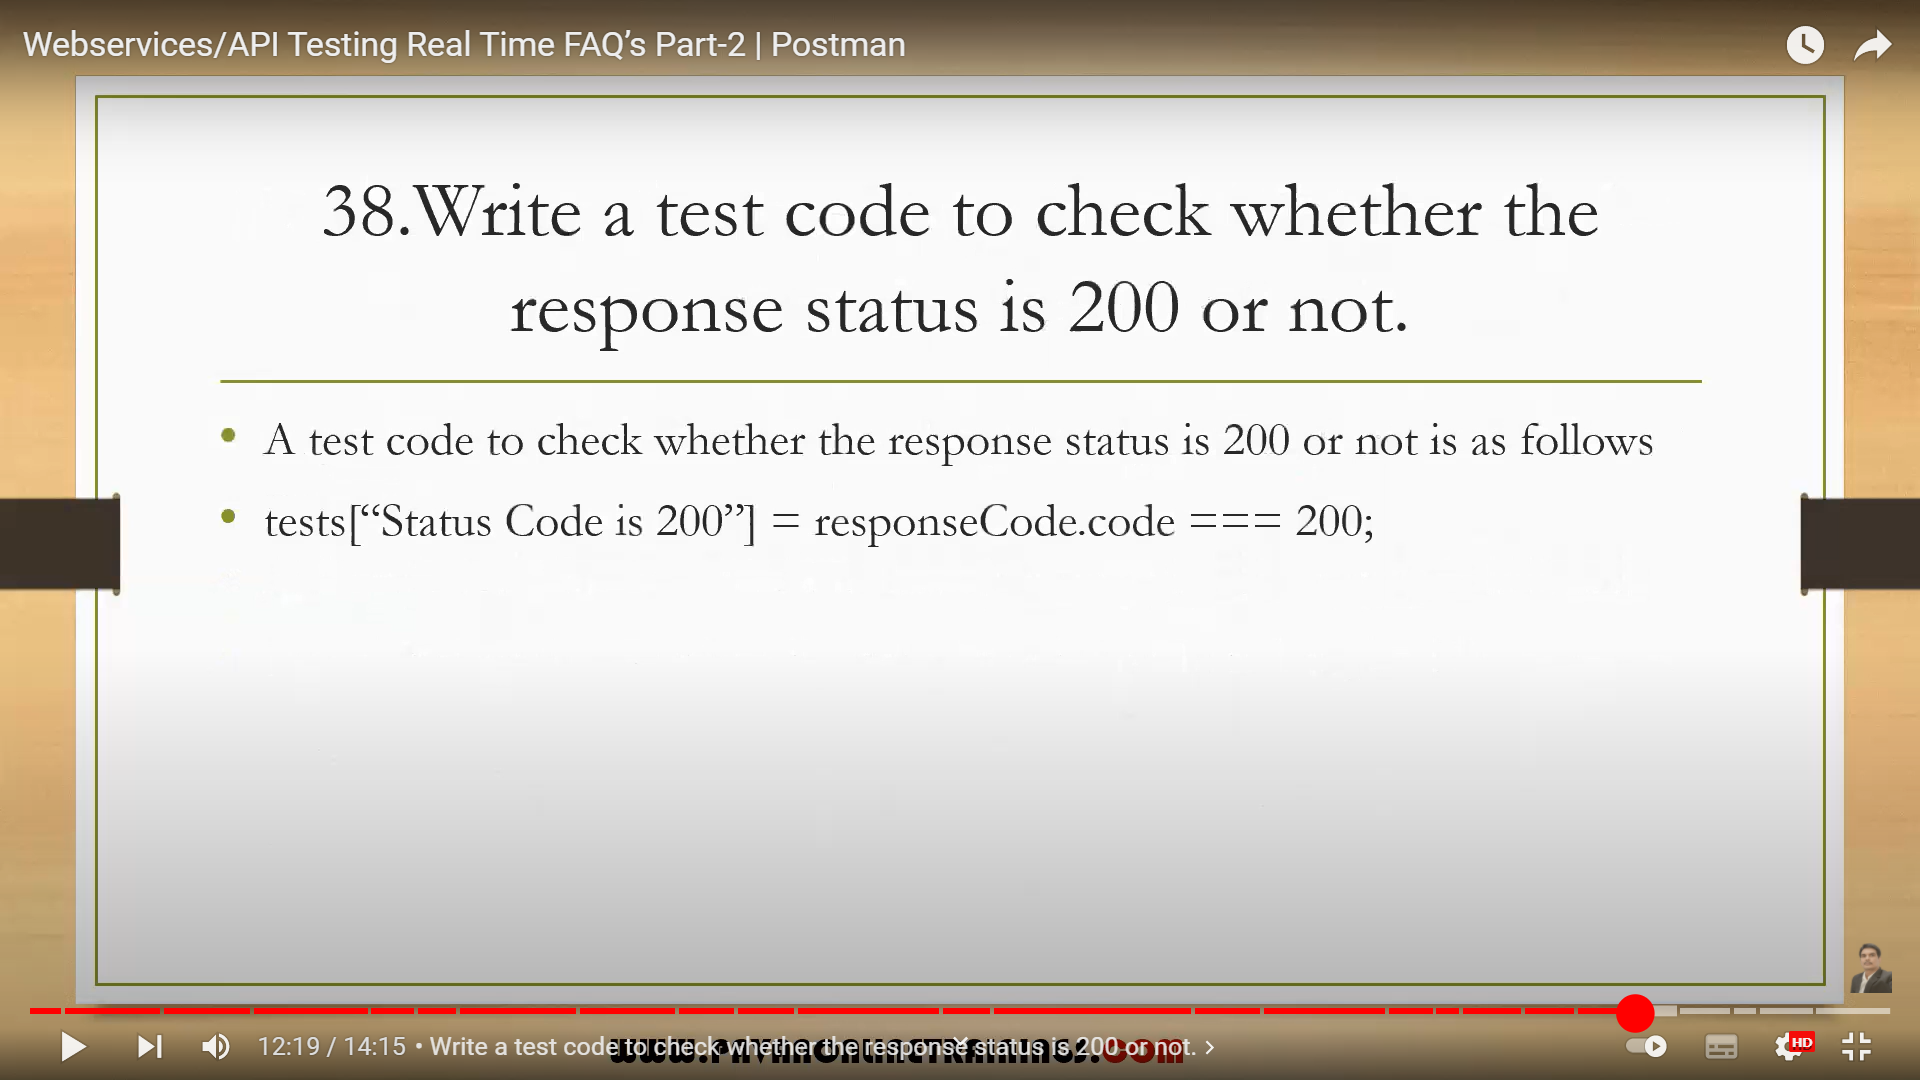 Webservices/API Testing Real Time FAQ’s Part-2 | Postman
38.Write a test code to check whether the
response status is 200 or not.
• A test code to check whether the response status is 200 or not is as follows
• tests[“Status Code is 200”] = responseCode.code === 200;
12:19 / 14:15 • Write a test code to check whether the response status is 200 or not. >
HD